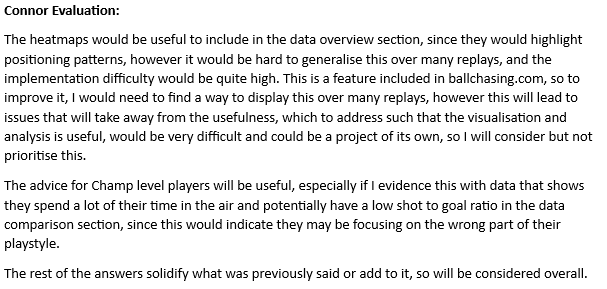 Connor Evaluation:
The heatmaps would be useful to include in the data overview section, since they would highlight
positioning patterns, however it would be hard to generalise this over many replays, and the
implementation difficulty would be quite high. This is a feature included in ballchasing.com, so to
improve it, I would need to find a way to display this over many replays, however this will lead to
issues that will take away from the usefulness, which to address such that the visualisation and
analysis is useful, would be very difficult and could be a project of its own, so I will consider but not
prioritise this.
The advice for Champ level players will be useful, especially if I evidence this with data that shows
they spend a lot of their time in the air and potentially have a low shot to goal ratio in the data
comparison section, since this would indicate they may be focusing on the wrong part of their
playstyle.
The rest of the answers solidify what was previously said or add to it, so will be considered overall.